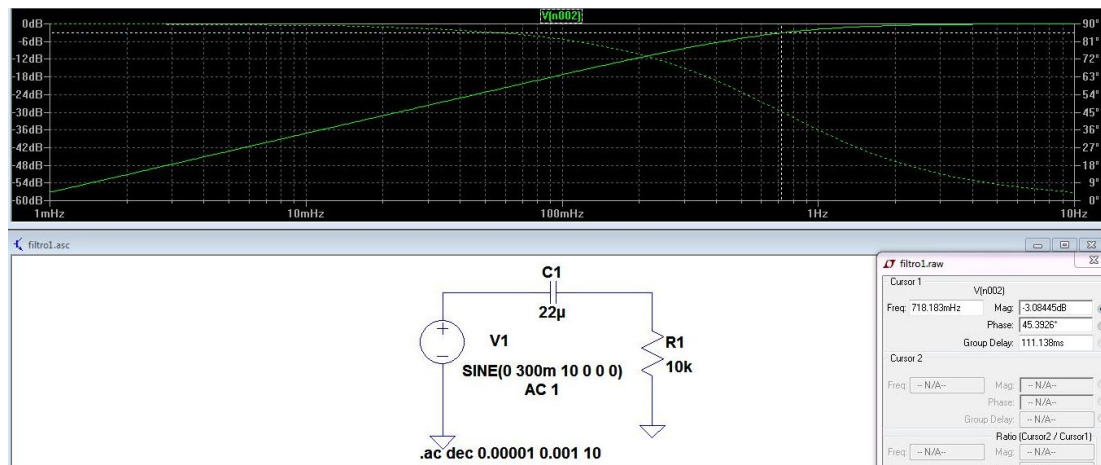 V(n002)
0dB
-6dB
-12dB
-18dB
-24dB
-30dB
-36dB
-42dB
-48dB
-54dB
-60dB
90°
81°
72°
63°
54°
45°
36°
27°
18°
9°
0°
1mHz 10mHz 100mHz 1Hz 10Hz
filtro1.asc
C1
22µ
V1
SINE(0 300m 10 0 0 0)
AC 1
R1
10k
.ac dec 0.00001 0.001 10
filtro1.raw
Cursor 1
V(n002)
Freq: 718.183mHz Mag: -3.08445dB
Phase: 45.3926°
Group Delay: 111.138ms
Cursor 2
Freq: -- N/A-- Mag: -- N/A--
Phase: -- N/A--
Group Delay: -- N/A--
Ratio (Cursor2 / Cursor1)
Freq: -- N/A-- Mag: -- N/A--